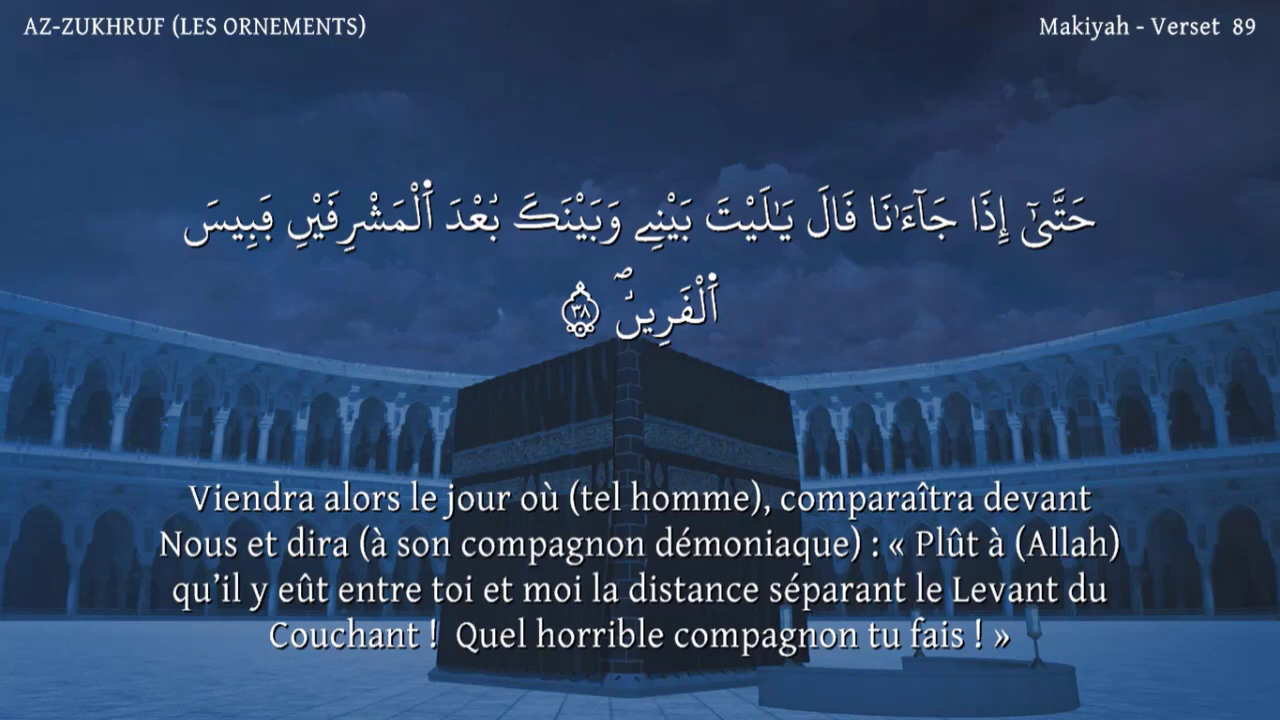 AZ-ZUKHRUF (LES ORNEMENTS)
Makiyah - Verset 89
حَتَّىٰٓ إِذَا جَآءَٰنَا قَالَ يَٰلَيْتَ بَيْنِے وَبَيْنَكَ بُعْدَ اَ۬لْمَشْرِقَيْنِ فَبِيسَ
اَ۬لْقَرِينُۖ ٣٨
Viendra alors le jour où (tel homme), comparaîtra devant
Nous et dira (à son compagnon démoniaque) : « Plût à (Allah)
qu’il y eût entre toi et moi la distance séparant le Levant du
Couchant ! Quel horrible compagnon tu fais ! »